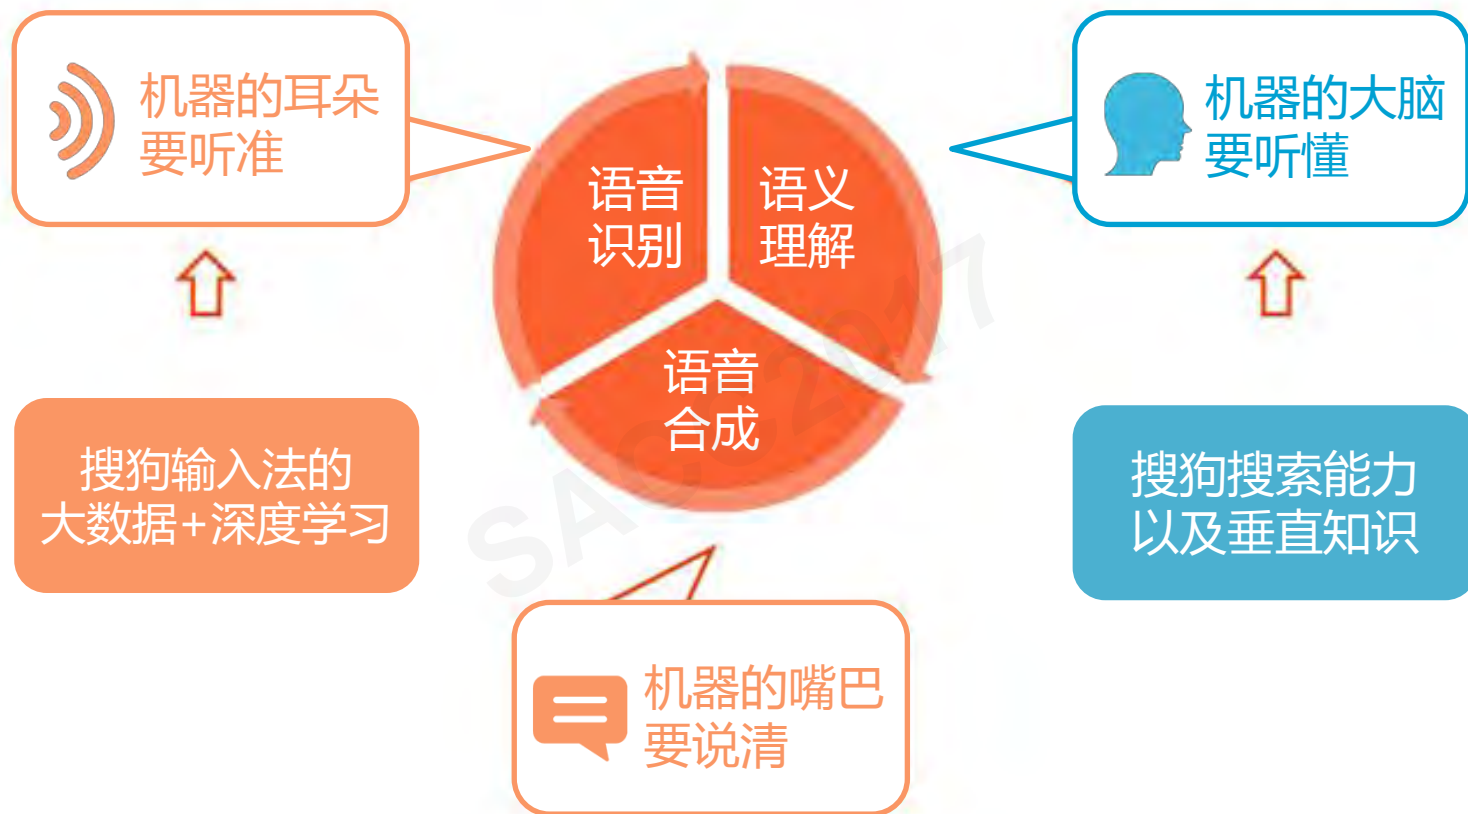 机器的耳朵
要听准
机器的大脑
要听懂
语音
识别
语义
理解
语音
合成
搜狗输入法的
大数据+深度学习
搜狗搜索能力
以及垂直知识
机器的嘴巴
要说清
SACC2017